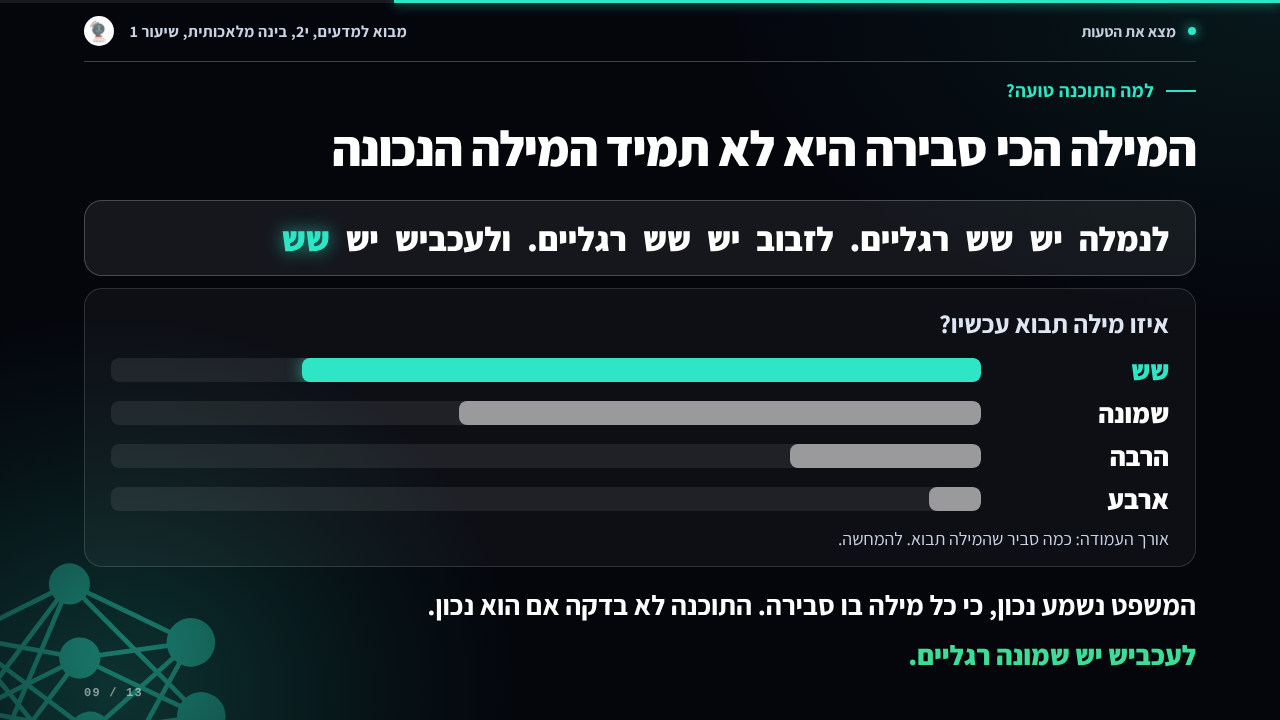 מצא את הטעות
מבוא למדעים, י2, בינה מלאכותית, שיעור 1
למה התוכנה טועה?
המילה הכי סבירה היא לא תמיד המילה הנכונה
לנמלה יש שש רגליים. לזבוב יש שש רגליים. ולעכביש יש שש
איזו מילה תבוא עכשיו?
שש
שמונה
הרבה
ארבע
אורך העמודה: כמה סביר שהמילה תבוא. להמחשה.
המשפט נשמע נכון, כי כל מילה בו סבירה. התוכנה לא בדקה אם הוא נכון.
לעכביש יש שמונה רגליים.
09 / 13